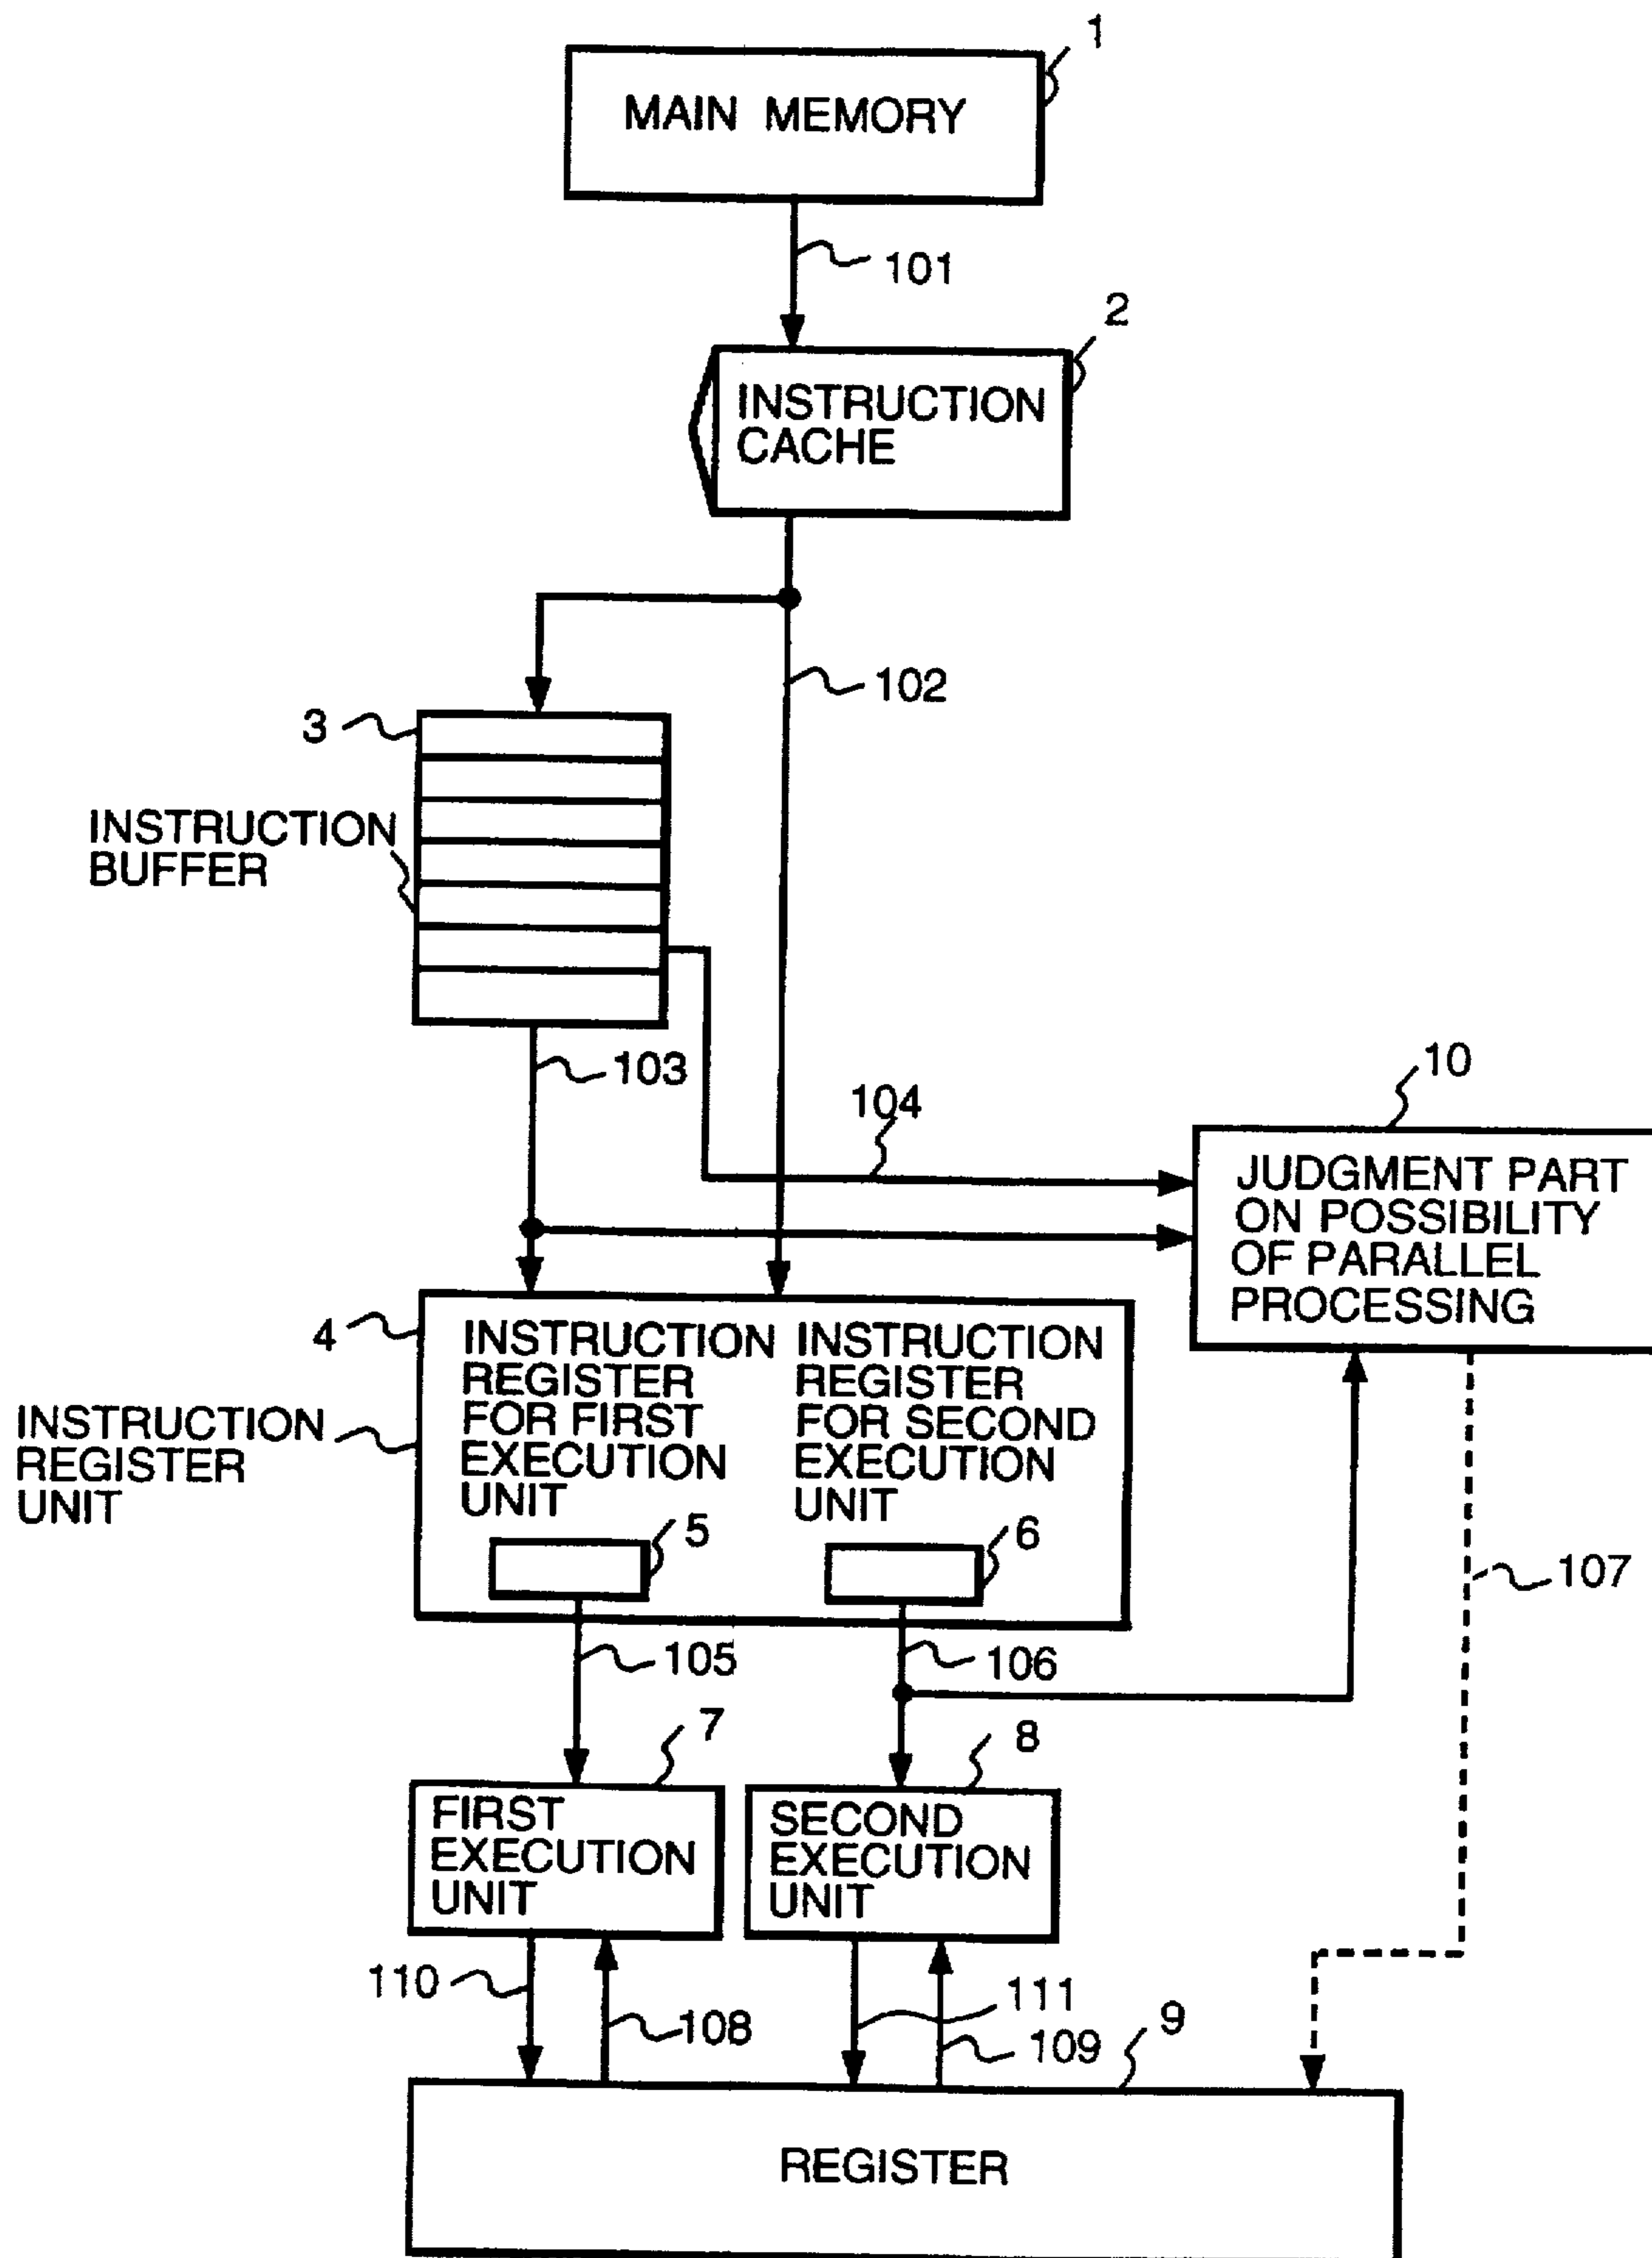 1
MAIN MEMORY
101
2
INSTRUCTION
CACHE
102
3
INSTRUCTION
BUFFER
103
104
10
JUDGMENT PART
ON POSSIBILITY
OF PARALLEL
PROCESSING
4
INSTRUCTION
REGISTER
FOR FIRST
EXECUTION
UNIT
INSTRUCTION
REGISTER
FOR SECOND
EXECUTION
UNIT
INSTRUCTION
REGISTER
UNIT
5
6
107
105
106
7
8
FIRST
EXECUTION
UNIT
SECOND
EXECUTION
UNIT
110
108
111
109
9
REGISTER